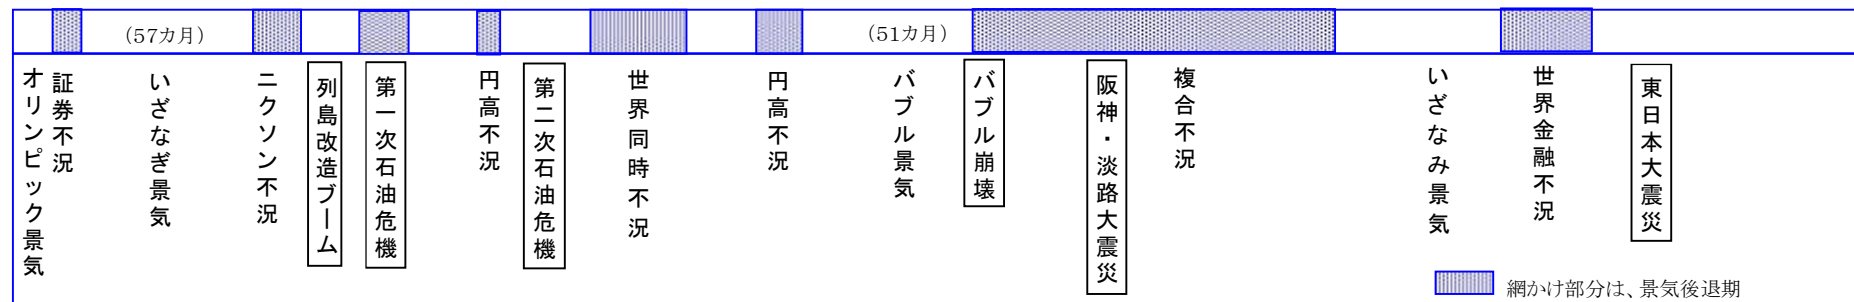 (57カ月)
(51カ月)
オリンピック景気
証券不況
いざなぎ景気
ニクソン不況
列島改造ブーム
第一次石油危機
円高不況
第二次石油危機
世界同時不況
円高不況
バブル景気
バブル崩壊
阪神・淡路大震災
複合不況
いざなみ景気
世界金融不況
東日本大震災
網かけ部分は、景気後退期